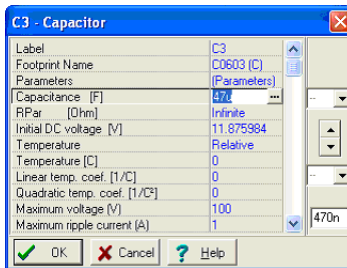 C3 - Capacitor
Label C3
Footprint Name C0603 (C)
Parameters (Parameters)
Capacitance [F] 47u ...
RPar [Ohm] Infinite
Initial DC voltage [V] 11.875984
Temperature Relative
Temperature [C] 0
Linear temp. coef. [1/C] 0
Quadratic temp. coef. [1/C²] 0
Maximum voltage (V) 100
Maximum ripple current (A) 1
470n
OK Cancel ? Help